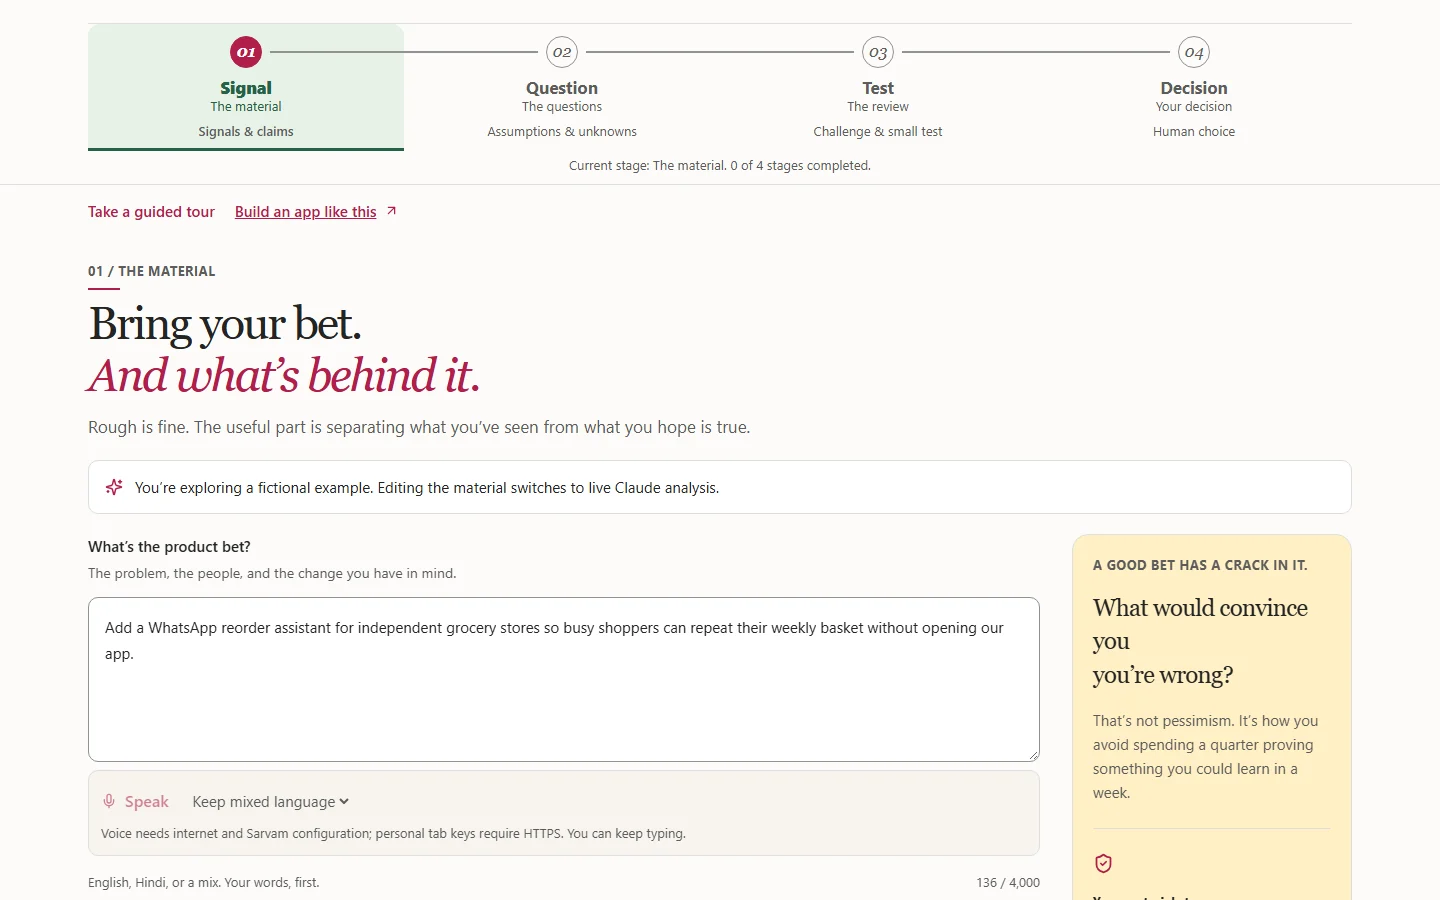 01
Signal
The material
Signals & claims
02
Question
The questions
Assumptions & unknowns
03
Test
The review
Challenge & small test
04
Decision
Your decision
Human choice
Current stage: The material. 0 of 4 stages completed.
Take a guided tour
Build an app like this
01 / THE MATERIAL
Bring your bet.
And what’s behind it.
Rough is fine. The useful part is separating what you’ve seen from what you hope is true.
You’re exploring a fictional example. Editing the material switches to live Claude analysis.
What’s the product bet?
The problem, the people, and the change you have in mind.
Add a WhatsApp reorder assistant for independent grocery stores so busy shoppers can repeat their weekly basket without opening our
app.
Speak
Keep mixed language
Voice needs internet and Sarvam configuration; personal tab keys require HTTPS. You can keep typing.
English, Hindi, or a mix. Your words, first.
136 / 4,000
A GOOD BET HAS A CRACK IN IT.
What would convince
you
you’re wrong?
That’s not pessimism. It’s how you
avoid spending a quarter proving
something you could learn in a
week.